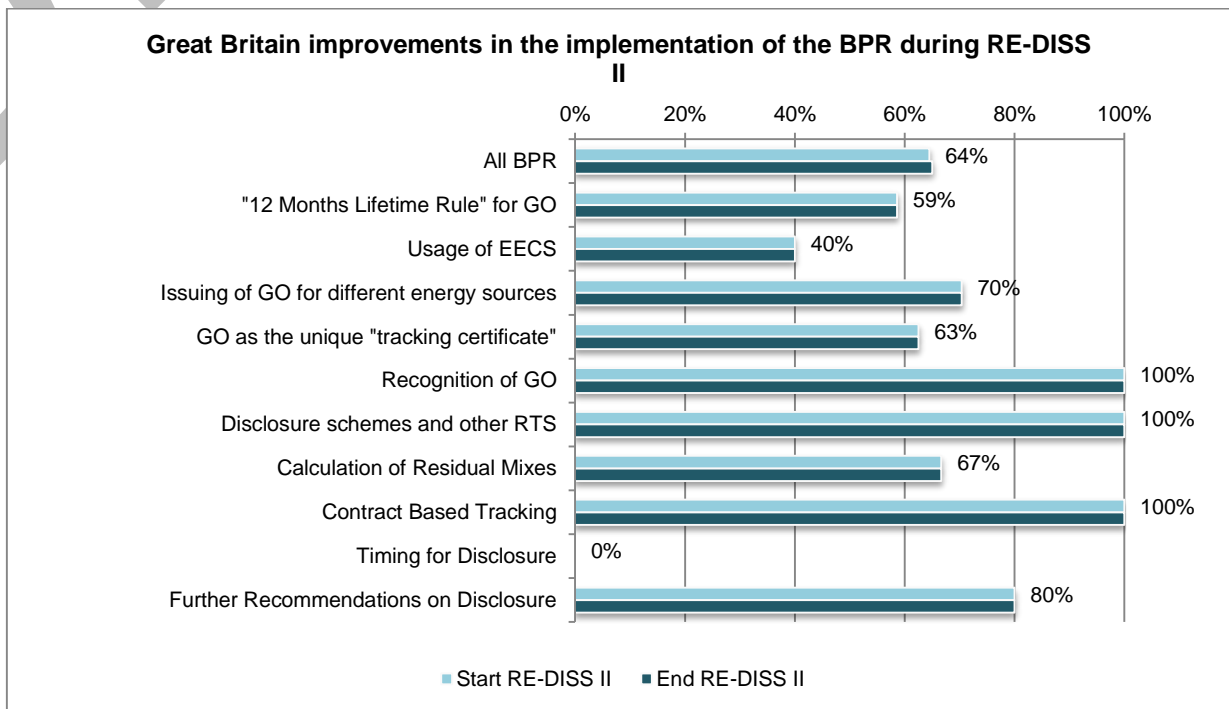 Great Britain improvements in the implementation of the BPR during RE-DISS
II
0% 20% 40% 60% 80% 100%
All BPR 64%
"12 Months Lifetime Rule" for GO 59%
Usage of EECS 40%
Issuing of GO for different energy sources 70%
GO as the unique "tracking certificate" 63%
Recognition of GO 100%
Disclosure schemes and other RTS 100%
Calculation of Residual Mixes 67%
Contract Based Tracking 100%
Timing for Disclosure 0%
Further Recommendations on Disclosure 80%
Start RE-DISS II End RE-DISS II